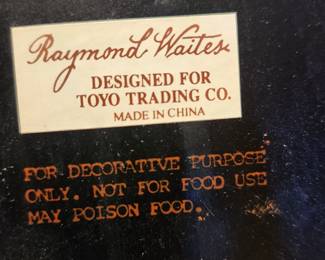 Raymond Waites
DESIGNED FOR
TOYO TRADING CO.
MADE IN CHINA
FOR DECORATIVE PURPOSE
ONLY. NOT FOR FOOD USE
MAY POISON FOOD.